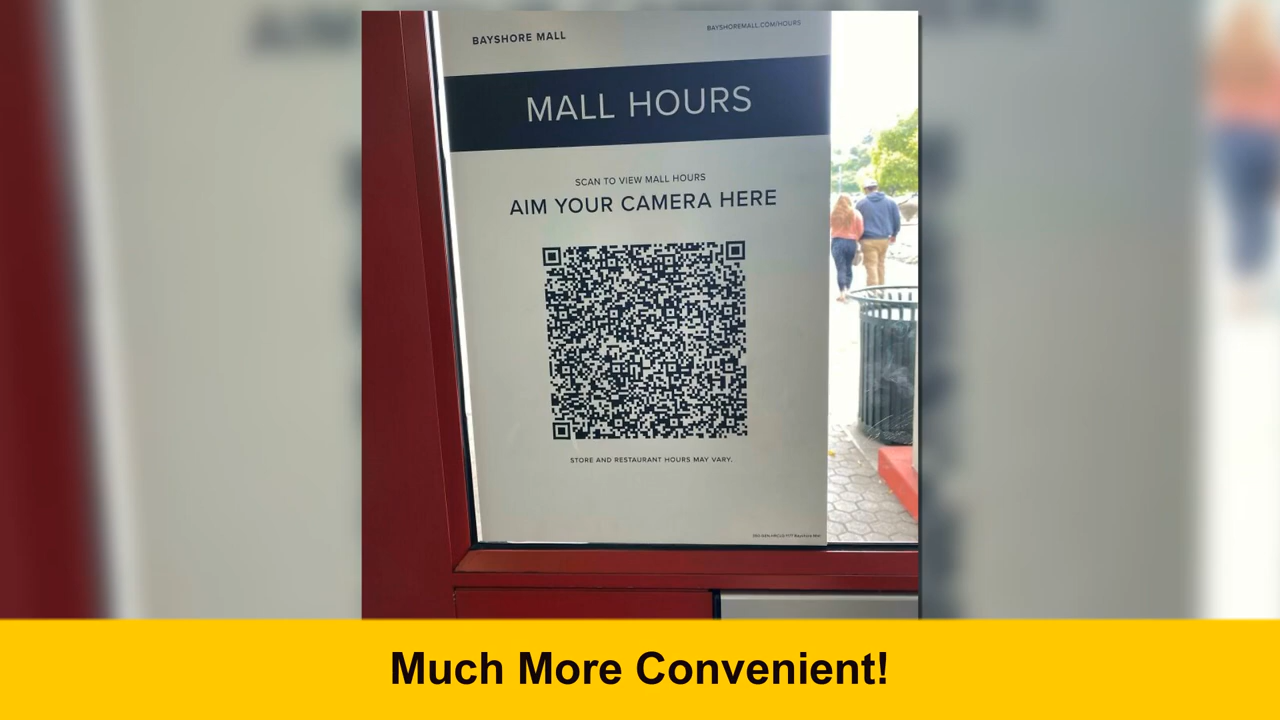 BAYSHORE MALL
BAYSHOREMALL.COM/HOURS
MALL HOURS
SCAN TO VIEW MALL HOURS
AIM YOUR CAMERA HERE
STORE AND RESTAURANT HOURS MAY VARY.
Much More Convenient!